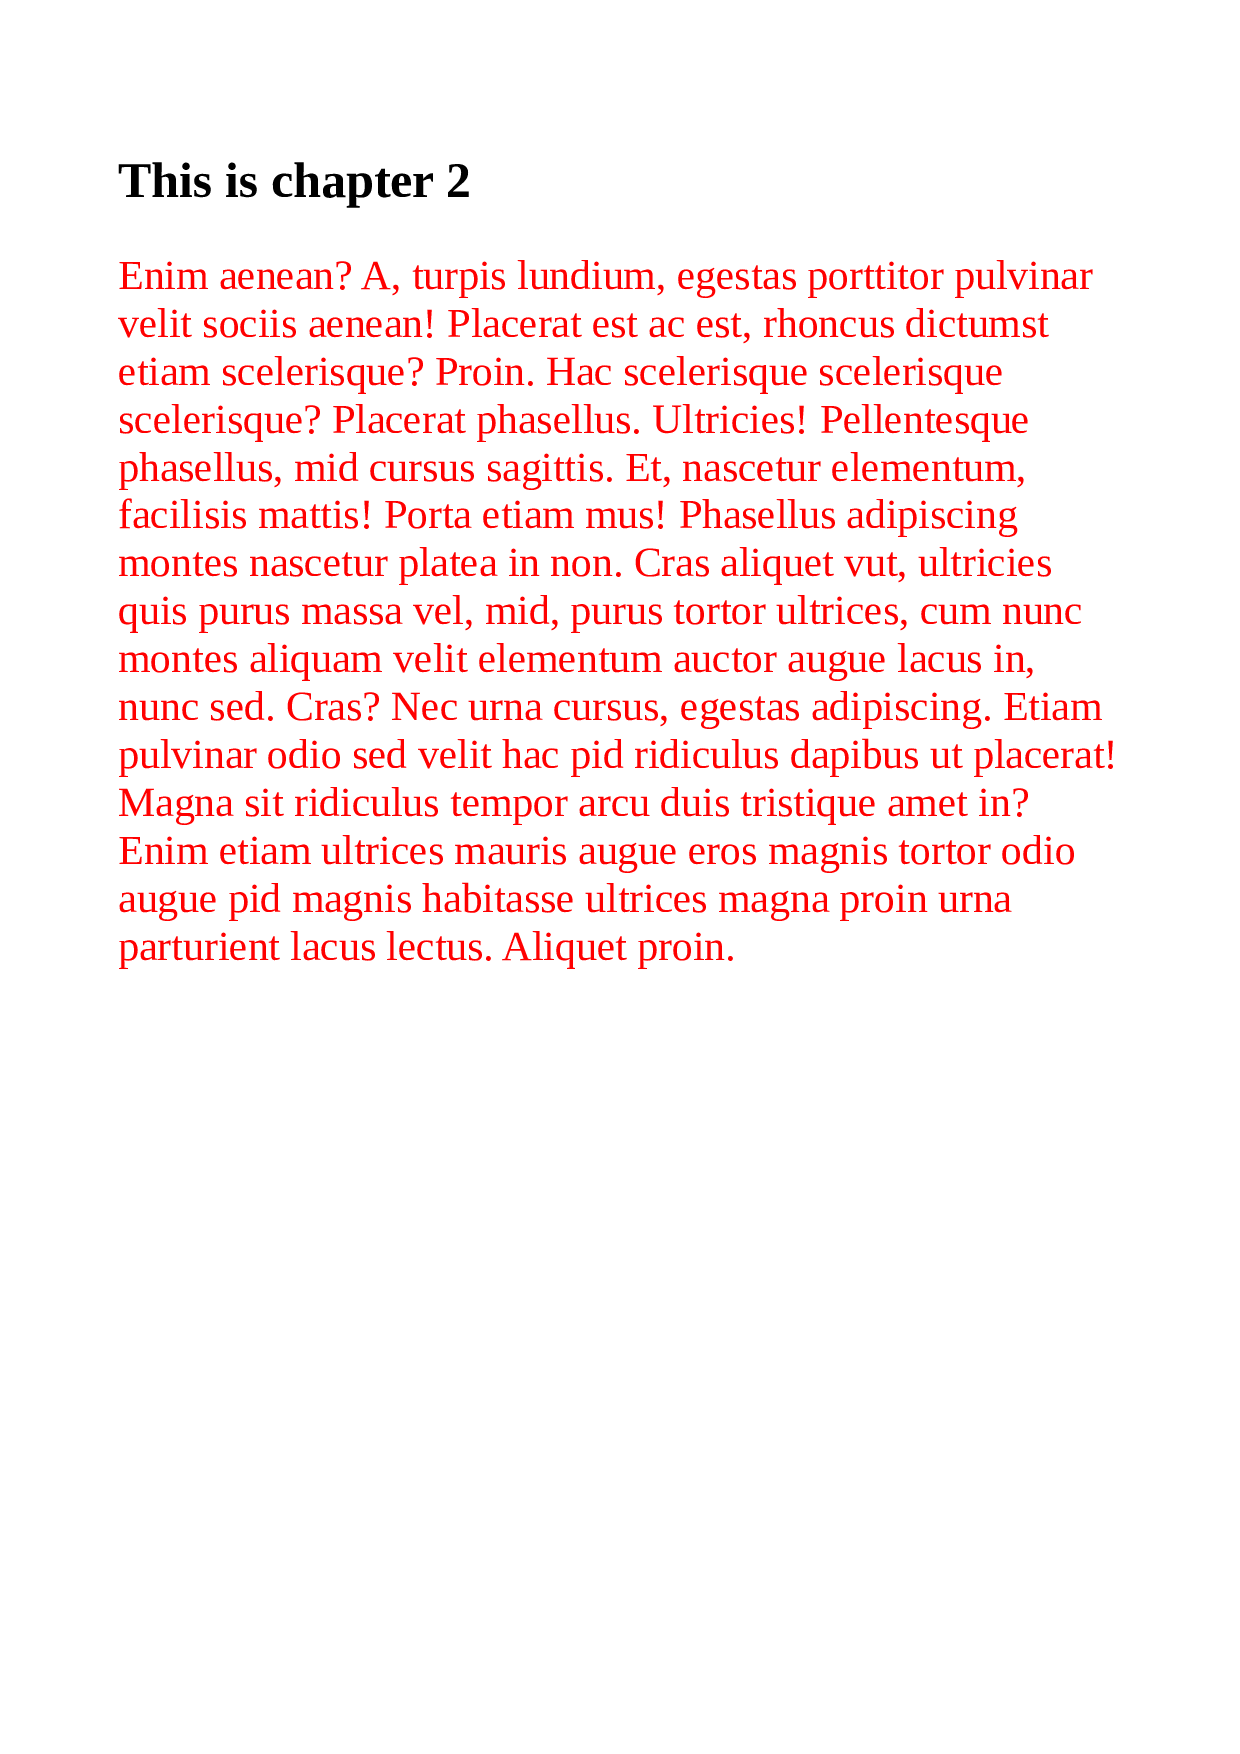 This is chapter 2
Enim aenean? A, turpis lundium, egestas porttitor pulvinar
velit sociis aenean! Placerat est ac est, rhoncus dictumst
etiam scelerisque? Proin. Hac scelerisque scelerisque
scelerisque? Placerat phasellus. Ultricies! Pellentesque
phasellus, mid cursus sagittis. Et, nascetur elementum,
facilisis mattis! Porta etiam mus! Phasellus adipiscing
montes nascetur platea in non. Cras aliquet vut, ultricies
quis purus massa vel, mid, purus tortor ultrices, cum nunc
montes aliquam velit elementum auctor augue lacus in,
nunc sed. Cras? Nec urna cursus, egestas adipiscing. Etiam
pulvinar odio sed velit hac pid ridiculus dapibus ut placerat!
Magna sit ridiculus tempor arcu duis tristique amet in?
Enim etiam ultrices mauris augue eros magnis tortor odio
augue pid magnis habitasse ultrices magna proin urna
parturient lacus lectus. Aliquet proin.